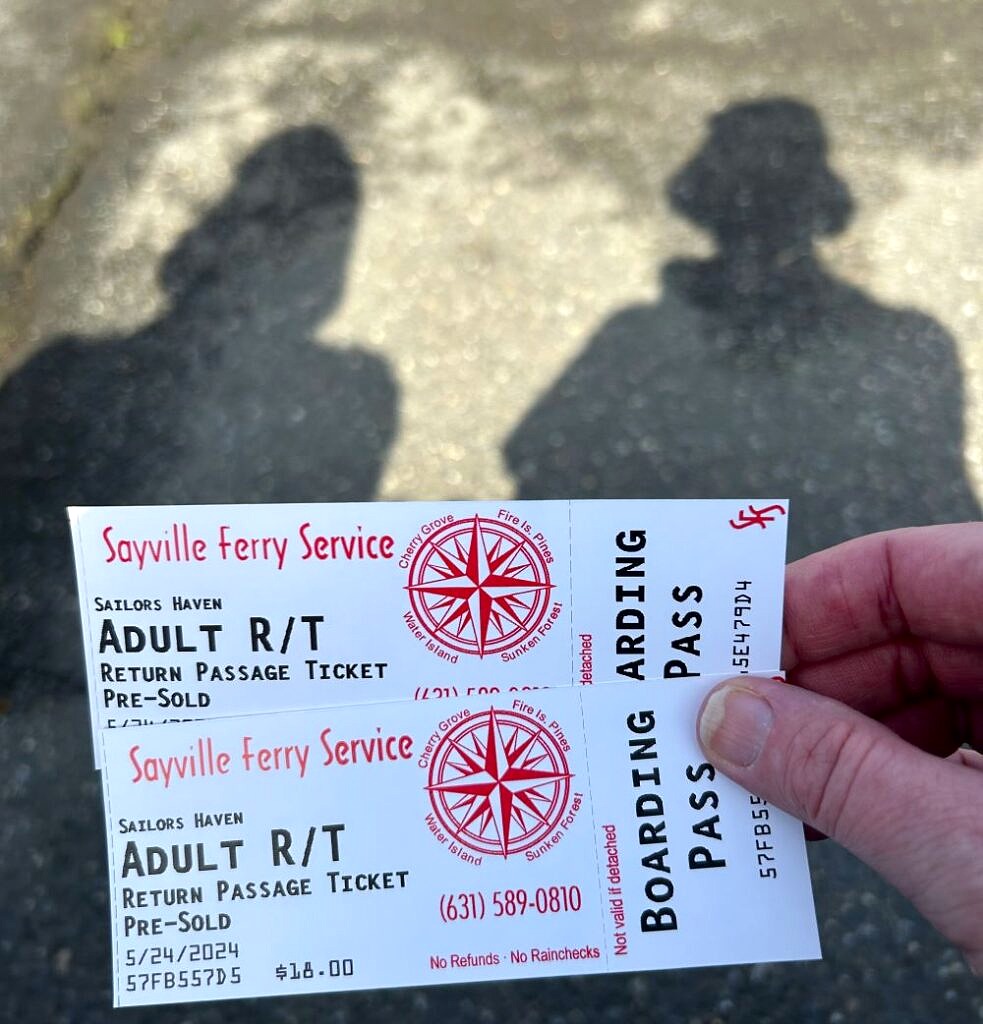 Sayville Ferry Service
Cherry Grove
Fire Is. Pines
Water Island
Sunken Forest
SAILORS HAVEN
ADULT R/T
RETURN PASSAGE TICKET
PRE-SOLD
detached
BOARDING
PASS
5E479D4
Sayville Ferry Service
Cherry Grove
Fire Is. Pines
Water Island
Sunken Forest
SAILORS HAVEN
ADULT R/T
RETURN PASSAGE TICKET
PRE-SOLD
5/24/2024
57FB557D5 $18.00
(631) 589-0810
No Refunds · No Rainchecks
Not valid if detached
BOARDING
PASS
57FB55